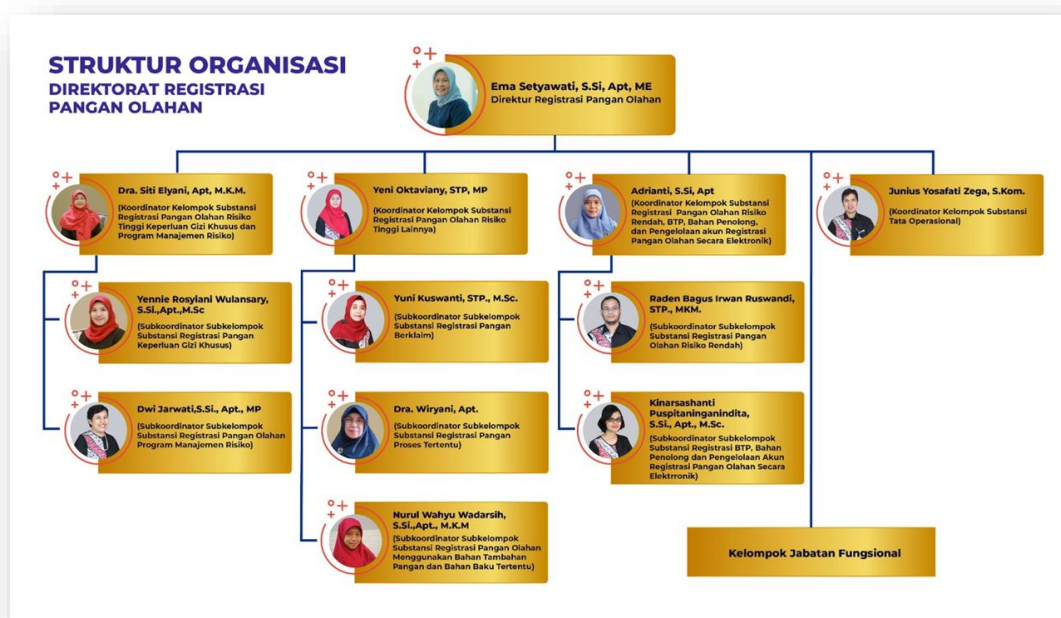 STRUKTUR ORGANISASI
DIREKTORAT REGISTRASI
PANGAN OLAHAN
Ema Setyawati, S.Si, Apt, ME
Direktur Registrasi Pangan Olahan
Dra. Siti Elyani, Apt, M.K.M.
(Koordinator Kelompok Substansi
Registrasi Pangan Olahan Risiko
Tinggi Keperluan Gizi Khusus dan
Program Manajemen Risiko)
Yeni Oktaviany, STP, MP
(Koordinator Kelompok Substansi
Registrasi Pangan Olahan Risiko
Tinggi Lainnya)
Adrianti, S.Si, Apt
(Koordinator Kelompok Substansi
Registrasi Pangan Olahan Risiko
Rendah, BTP, Bahan Penolong,
dan Pengelolaan akun Registrasi
Pangan Olahan Secara Elektronik)
Junius Yosafati Zega, S.Kom.
(Koordinator Kelompok Substansi
Tata Operasional)
Yennie Rosyiani Wulansary,
S.Si.,Apt.,M.Sc
(Subkoordinator Subkelompok
Substansi Registrasi Pangan
Keperluan Gizi Khusus)
Yuni Kuswanti, STP., M.Sc.
(Subkoordinator Subkelompok
Substansi Registrasi Pangan
Berklaim)
Raden Bagus Irwan Ruswandi,
STP., MKM.
(Subkoordinator Subkelompok
Substansi Registrasi Pangan
Olahan Risiko Rendah)
Dwi Jarwati,S.Si., Apt., MP
(Subkoordinator Subkelompok
Substansi Registrasi Pangan Olahan
Program Manajemen Risiko)
Dra. Wiryani, Apt.
(Subkoordinator Subkelompok
Substansi Registrasi Pangan
Proses Tertentu)
Kinarsashanti
Puspitaninganindita,
S.Si., Apt., M.Sc.
(Subkoordinator Subkelompok
Substansi Registrasi BTP, Bahan
Penolong dan Pengelolaan Akun
Registrasi Pangan Olahan Secara
Elektrronik)
Nurul Wahyu Wadarsih,
S.Si.,Apt., M.K.M
(Subkoordinator Subkelompok
Substansi Registrasi Pangan Olahan
Menggunakan Bahan Tambahan
Pangan dan Bahan Baku Tertentu)
Kelompok Jabatan Fungsional